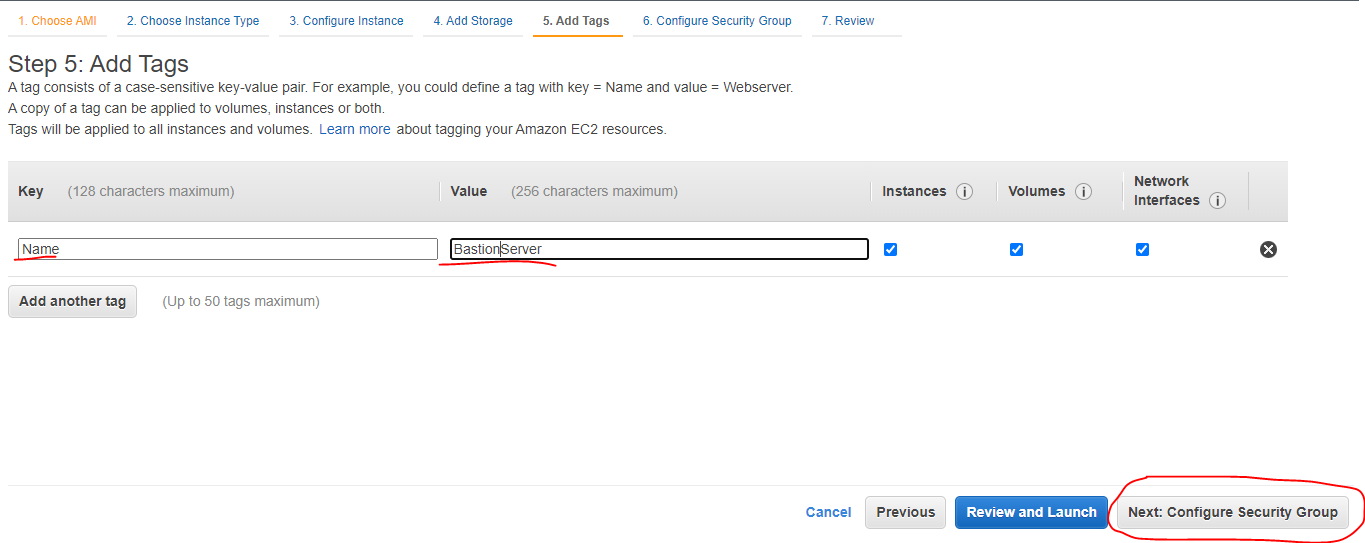 1. Choose AMI 2. Choose Instance Type 3. Configure Instance 4. Add Storage 5. Add Tags 6. Configure Security Group 7. Review
Step 5: Add Tags
A tag consists of a case-sensitive key-value pair. For example, you could define a tag with key = Name and value = Webserver.
A copy of a tag can be applied to volumes, instances or both.
Tags will be applied to all instances and volumes. Learn more about tagging your Amazon EC2 resources.
Key (128 characters maximum) Value (256 characters maximum) Instances i Volumes i Network
Interfaces i
Name BastionServer
Add another tag (Up to 50 tags maximum)
Cancel Previous Review and Launch Next: Configure Security Group